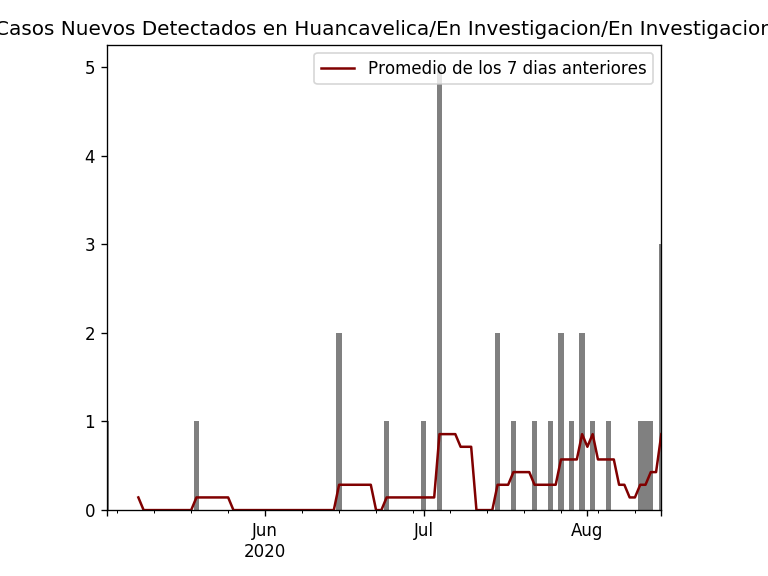 Casos Nuevos Detectados en Huancavelica/En Investigacion/En Investigacion
Promedio de los 7 dias anteriores
5
4
3
2
1
0
Jun Jul Aug
2020